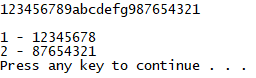 123456789abcdefg987654321
1 - 12345678
2 - 87654321
Press any key to continue . . .